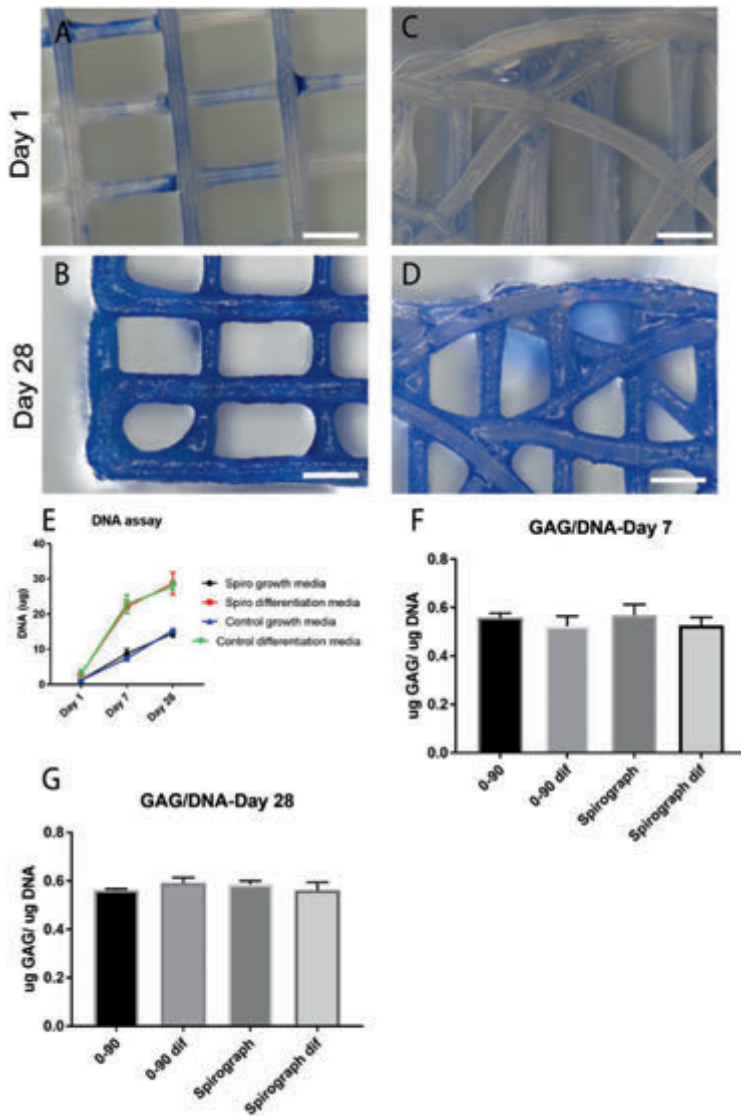 A
C
Day 1
B
D
Day 28
E
DNA assay
DNA (ug)
40
30
20
10
0
Day 1
Day 7
Day 28
Spiro growth media
Spiro differentiation media
Control growth media
Control differentiation media
F
GAG/DNA-Day 7
ug GAG/ ug DNA
0.8
0.6
0.4
0.2
0.0
0-90
0-90 dif
Spirograph
Spirograph dif
G
GAG/DNA-Day 28
ug GAG/ ug DNA
0.8
0.6
0.4
0.2
0.0
0-90
0-90 dif
Spirograph
Spirograph dif